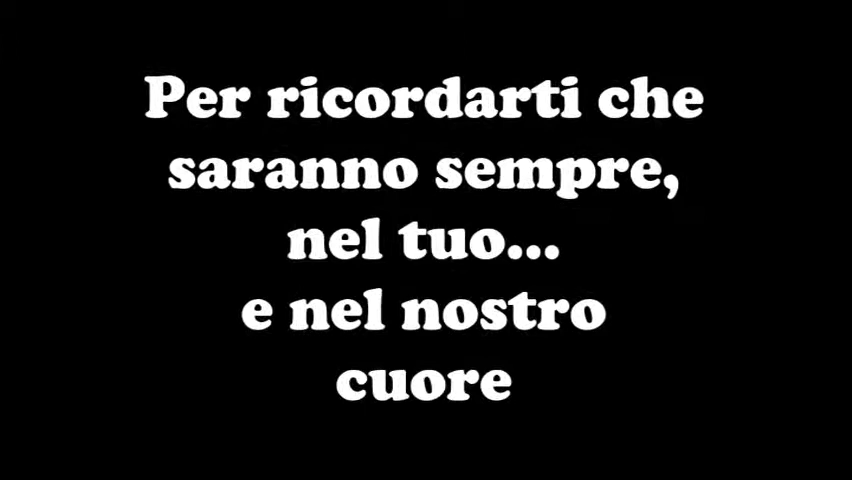 Per ricordarti che
saranno sempre,
nel tuo...
e nel nostro
cuore